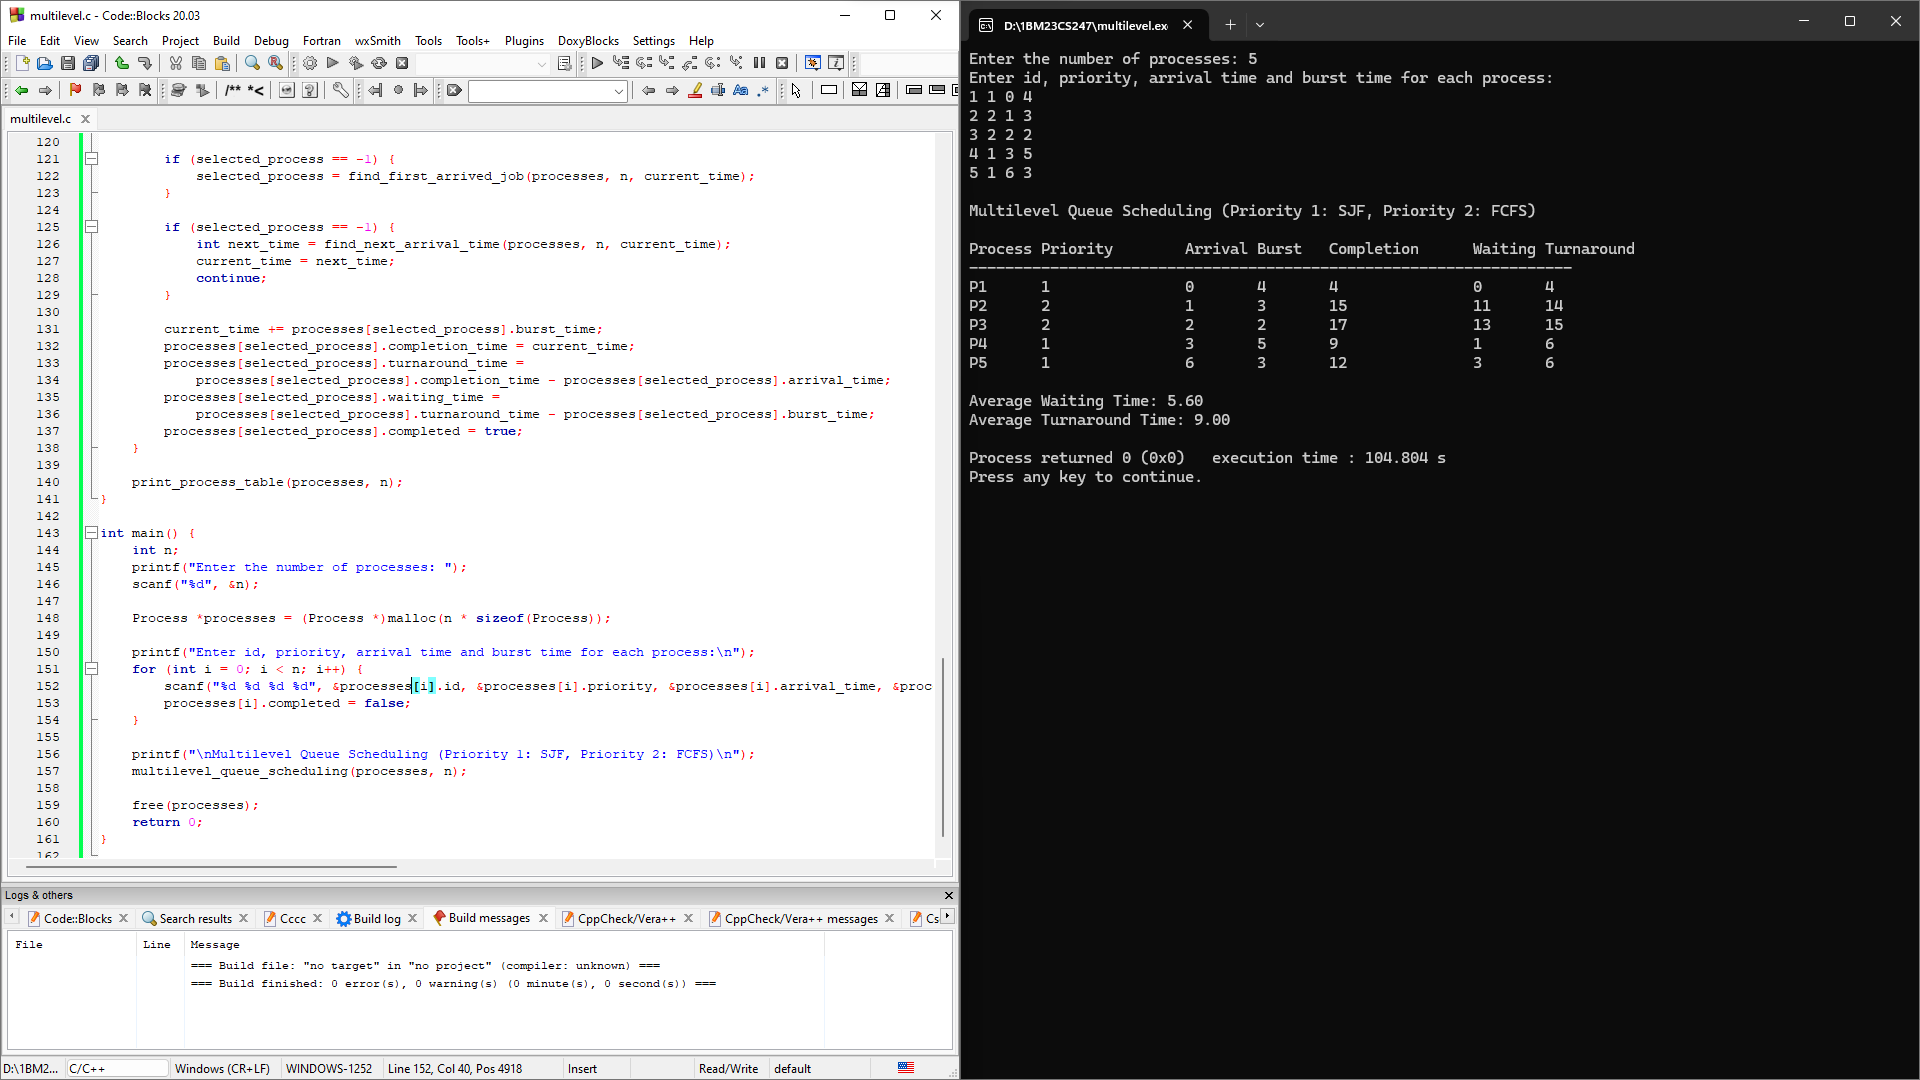 multilevel.c - Code::Blocks 20.03
File Edit View Search Project Build Debug Fortran wxSmith Tools Tools+ Plugins DoxyBlocks Settings Help
/** *<
Aa .*
multilevel.c
120
121 if (selected_process == -1) {
122 selected_process = find_first_arrived_job(processes, n, current_time);
123 }
124
125 if (selected_process == -1) {
126 int next_time = find_next_arrival_time(processes, n, current_time);
127 current_time = next_time;
128 continue;
129 }
130
131 current_time += processes[selected_process].burst_time;
132 processes[selected_process].completion_time = current_time;
133 processes[selected_process].turnaround_time =
134 processes[selected_process].completion_time - processes[selected_process].arrival_time;
135 processes[selected_process].waiting_time =
136 processes[selected_process].turnaround_time - processes[selected_process].burst_time;
137 processes[selected_process].completed = true;
138 }
139
140 print_process_table(processes, n);
141 }
142
143 int main() {
144 int n;
145 printf("Enter the number of processes: ");
146 scanf("%d", &n);
147
148 Process *processes = (Process *)malloc(n * sizeof(Process));
149
150 printf("Enter id, priority, arrival time and burst time for each process:\n");
151 for (int i = 0; i < n; i++) {
152 scanf("%d %d %d %d", &processes[i].id, &processes[i].priority, &processes[i].arrival_time, &proc
153 processes[i].completed = false;
154 }
155
156 printf("\nMultilevel Queue Scheduling (Priority 1: SJF, Priority 2: FCFS)\n");
157 multilevel_queue_scheduling(processes, n);
158
159 free(processes);
160 return 0;
161 }
162
Logs & others
Code::Blocks Search results Cccc Build log Build messages CppCheck/Vera++ CppCheck/Vera++ messages Cs
File Line Message
=== Build file: "no target" in "no project" (compiler: unknown) ===
=== Build finished: 0 error(s), 0 warning(s) (0 minute(s), 0 second(s)) ===
D:\1BM2... C/C++ Windows (CR+LF) WINDOWS-1252 Line 152, Col 40, Pos 4918 Insert Read/Write default
D:\1BM23CS247\multilevel.ex
Enter the number of processes: 5
Enter id, priority, arrival time and burst time for each process:
1 1 0 4
2 2 1 3
3 2 2 2
4 1 3 5
5 1 6 3
Multilevel Queue Scheduling (Priority 1: SJF, Priority 2: FCFS)
Process Priority Arrival Burst Completion Waiting Turnaround
-------------------------------------------------------------------
P1 1 0 4 4 0 4
P2 2 1 3 15 11 14
P3 2 2 2 17 13 15
P4 1 3 5 9 1 6
P5 1 6 3 12 3 6
Average Waiting Time: 5.60
Average Turnaround Time: 9.00
Process returned 0 (0x0) execution time : 104.804 s
Press any key to continue.